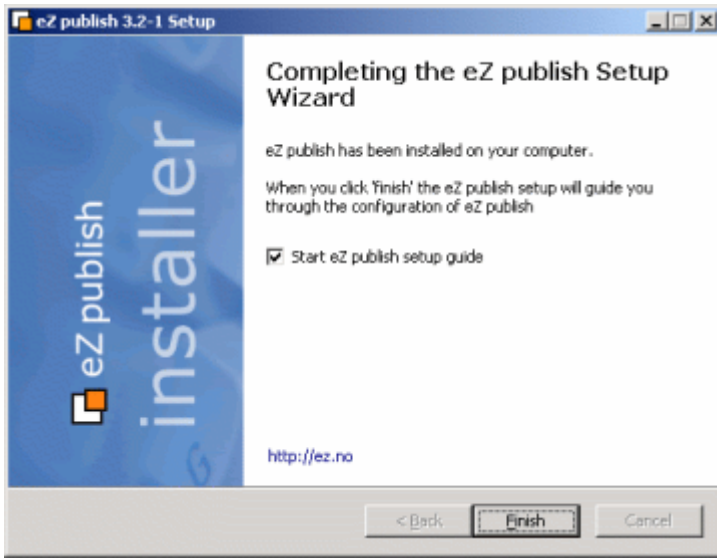 eZ publish 3.2-1 Setup
eZ publish
installer
Completing the eZ publish Setup
Wizard
eZ publish has been installed on your computer.
When you click 'finish' the eZ publish setup will guide you
through the configuration of eZ publish
Start eZ publish setup guide
http://ez.no
< Back
Finish
Cancel